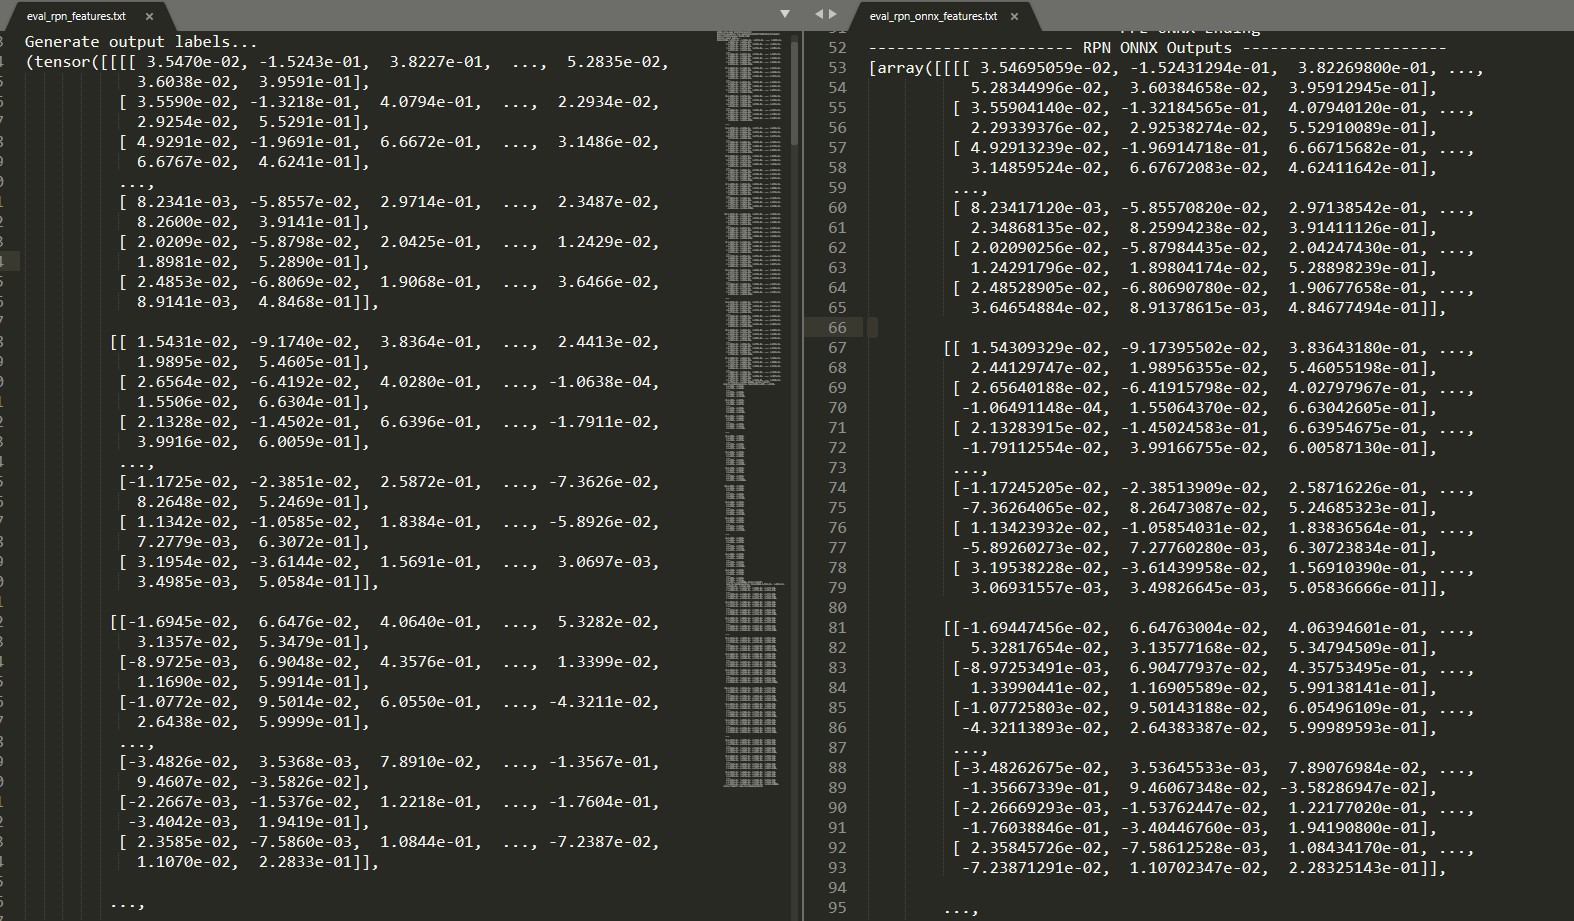 eval_rpn_features.txt ×
Generate output labels...
(tensor([[[[ 3.5470e-02, -1.5243e-01, 3.8227e-01, ..., 5.2835e-02,
3.6038e-02, 3.9591e-01],
[ 3.5590e-02, -1.3218e-01, 4.0794e-01, ..., 2.2934e-02,
2.9254e-02, 5.5291e-01],
[ 4.9291e-02, -1.9691e-01, 6.6672e-01, ..., 3.1486e-02,
6.6767e-02, 4.6241e-01],
...,
[ 8.2341e-03, -5.8557e-02, 2.9714e-01, ..., 2.3487e-02,
8.2600e-02, 3.9141e-01],
[ 2.0209e-02, -5.8798e-02, 2.0425e-01, ..., 1.2429e-02,
1.8981e-02, 5.2890e-01],
[ 2.4853e-02, -6.8069e-02, 1.9068e-01, ..., 3.6466e-02,
8.9141e-03, 4.8468e-01]],
[[ 1.5431e-02, -9.1740e-02, 3.8364e-01, ..., 2.4413e-02,
1.9895e-02, 5.4605e-01],
[ 2.6564e-02, -6.4192e-02, 4.0280e-01, ..., -1.0638e-04,
1.5506e-02, 6.6304e-01],
[ 2.1328e-02, -1.4502e-01, 6.6396e-01, ..., -1.7911e-02,
3.9916e-02, 6.0059e-01],
...,
[-1.1725e-02, -2.3851e-02, 2.5872e-01, ..., -7.3626e-02,
8.2648e-02, 5.2469e-01],
[ 1.1342e-02, -1.0585e-02, 1.8384e-01, ..., -5.8926e-02,
7.2779e-03, 6.3072e-01],
[ 3.1954e-02, -3.6144e-02, 1.5691e-01, ..., 3.0697e-03,
3.4985e-03, 5.0584e-01]],
[[-1.6945e-02, 6.6476e-02, 4.0640e-01, ..., 5.3282e-02,
3.1357e-02, 5.3479e-01],
[-8.9725e-03, 6.9048e-02, 4.3576e-01, ..., 1.3399e-02,
1.1690e-02, 5.9914e-01],
[-1.0772e-02, 9.5014e-02, 6.0550e-01, ..., -4.3211e-02,
2.6438e-02, 5.9999e-01],
...,
[-3.4826e-02, 3.5368e-03, 7.8910e-02, ..., -1.3567e-01,
9.4607e-02, -3.5826e-02],
[-2.2667e-03, -1.5376e-02, 1.2218e-01, ..., -1.7604e-01,
-3.4042e-03, 1.9419e-01],
[ 2.3585e-02, -7.5860e-03, 1.0844e-01, ..., -7.2387e-02,
1.1070e-02, 2.2833e-01]],
...,
eval_rpn_onnx_features.txt ×
52 ---------------------- RPN ONNX Outputs ----------------------
53 [array([[[[ 3.54695059e-02, -1.52431294e-01, 3.82269800e-01, ...,
54 5.28344996e-02, 3.60384658e-02, 3.95912945e-01],
55 [ 3.55904140e-02, -1.32184565e-01, 4.07940120e-01, ...,
56 2.29339376e-02, 2.92538274e-02, 5.52910089e-01],
57 [ 4.92913239e-02, -1.96914718e-01, 6.66715682e-01, ...,
58 3.14859524e-02, 6.67672083e-02, 4.62411642e-01],
59 ...,
60 [ 8.23417120e-03, -5.85570820e-02, 2.97138542e-01, ...,
61 2.34868135e-02, 8.25994238e-02, 3.91411126e-01],
62 [ 2.02090256e-02, -5.87984435e-02, 2.04247430e-01, ...,
63 1.24291796e-02, 1.89804174e-02, 5.28898239e-01],
64 [ 2.48528905e-02, -6.80690780e-02, 1.90677658e-01, ...,
65 3.64654884e-02, 8.91378615e-03, 4.84677494e-01]],
66
67 [[ 1.54309329e-02, -9.17395502e-02, 3.83643180e-01, ...,
68 2.44129747e-02, 1.98956355e-02, 5.46055198e-01],
69 [ 2.65640188e-02, -6.41915798e-02, 4.02797967e-01, ...,
70 -1.06491148e-04, 1.55064370e-02, 6.63042605e-01],
71 [ 2.13283915e-02, -1.45024583e-01, 6.63954675e-01, ...,
72 -1.79112554e-02, 3.99166755e-02, 6.00587130e-01],
73 ...,
74 [-1.17245205e-02, -2.38513909e-02, 2.58716226e-01, ...,
75 -7.36264065e-02, 8.26473087e-02, 5.24685323e-01],
76 [ 1.13423932e-02, -1.05854031e-02, 1.83836564e-01, ...,
77 -5.89260273e-02, 7.27760280e-03, 6.30723834e-01],
78 [ 3.19538228e-02, -3.61439958e-02, 1.56910390e-01, ...,
79 3.06931557e-03, 3.49826645e-03, 5.05836666e-01]],
80
81 [[-1.69447456e-02, 6.64763004e-02, 4.06394601e-01, ...,
82 5.32817654e-02, 3.13577168e-02, 5.34794509e-01],
83 [-8.97253491e-03, 6.90477937e-02, 4.35753495e-01, ...,
84 1.33990441e-02, 1.16905589e-02, 5.99138141e-01],
85 [-1.07725803e-02, 9.50143188e-02, 6.05496109e-01, ...,
86 -4.32113893e-02, 2.64383387e-02, 5.99989593e-01],
87 ...,
88 [-3.48262675e-02, 3.53645533e-03, 7.89076984e-02, ...,
89 -1.35667339e-01, 9.46067348e-02, -3.58286947e-02],
90 [-2.26669293e-03, -1.53762447e-02, 1.22177020e-01, ...,
91 -1.76038846e-01, -3.40446760e-03, 1.94190800e-01],
92 [ 2.35845726e-02, -7.58612528e-03, 1.08434170e-01, ...,
93 -7.23871291e-02, 1.10702347e-02, 2.28325143e-01]],
94
95 ...,